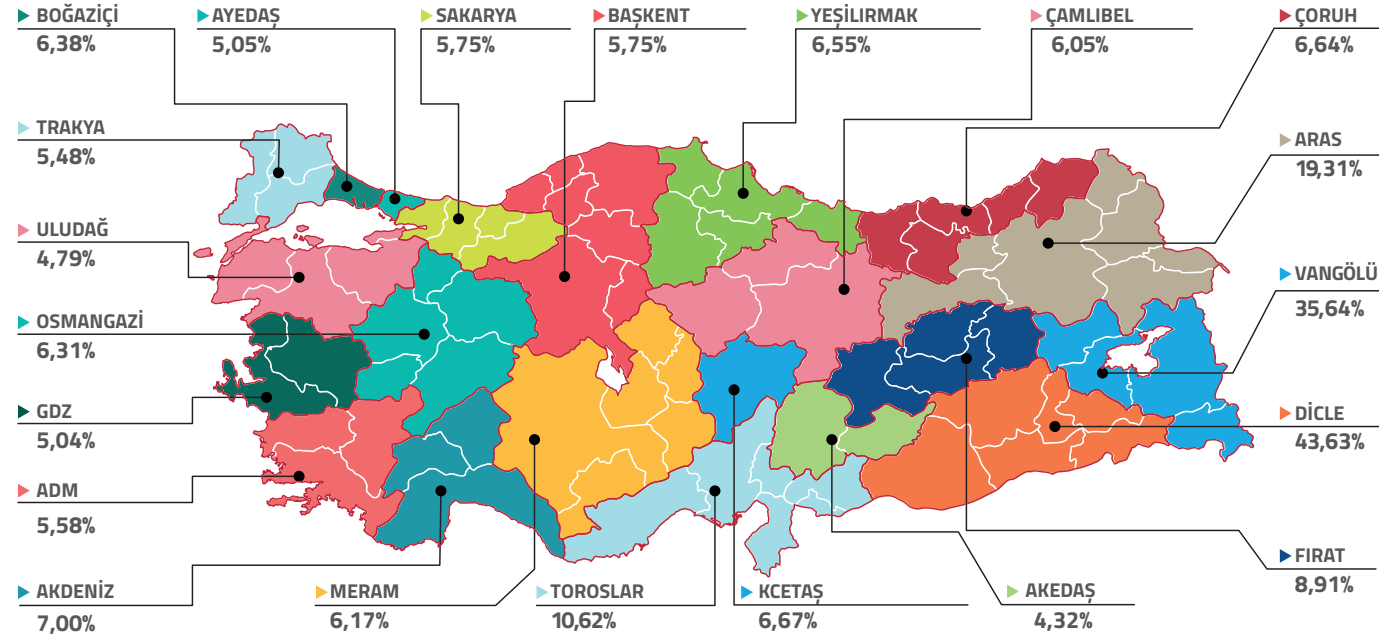 BOĞAZİÇİ
6,38%
AYEDAŞ
5,05%
SAKARYA
5,75%
BAŞKENT
5,75%
YEŞİLIRMAK
6,55%
ÇAMLIBEL
6,05%
ÇORUH
6,64%
TRAKYA
5,48%
ARAS
19,31%
ULUDAĞ
4,79%
VANGÖLÜ
35,64%
OSMANGAZİ
6,31%
GDZ
5,04%
DİCLE
43,63%
ADM
5,58%
FIRAT
8,91%
AKDENİZ
7,00%
MERAM
6,17%
TOROSLAR
10,62%
KCETAŞ
6,67%
AKEDAŞ
4,32%